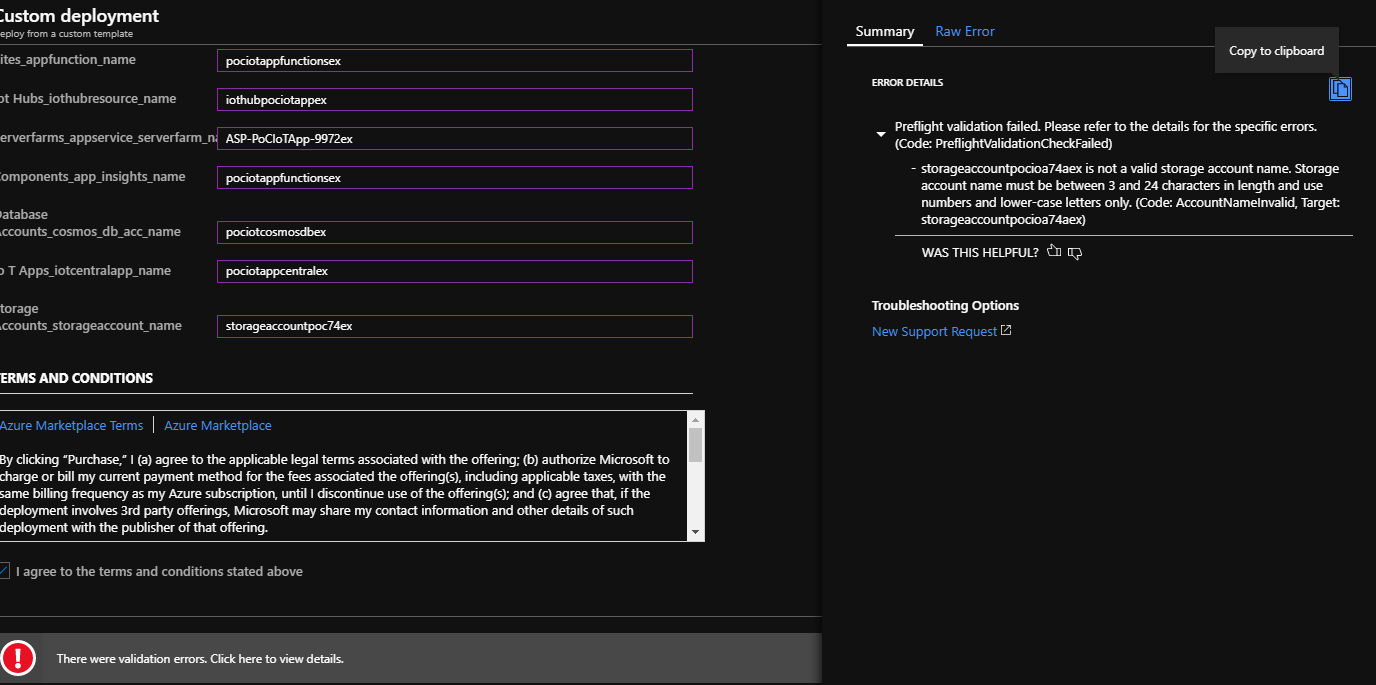 Custom deployment
eploy from a custom template
ites_appfunction_name
pociotappfunctionsex
ot Hubs_iothubresource_name
iothubpociotappex
erverfarms_appservice_serverfarm_na
ASP-PoCIoTApp-9972ex
Components_app_insights_name
pociotappfunctionsex
Database
Accounts_cosmos_db_acc_name
pociotcosmosdbex
o T Apps_iotcentralapp_name
pociotappcentralex
torage
Accounts_storageaccount_name
storageaccountpoc74ex
TERMS AND CONDITIONS
Azure Marketplace Terms | Azure Marketplace
By clicking “Purchase,” I (a) agree to the applicable legal terms associated with the offering; (b) authorize Microsoft to
charge or bill my current payment method for the fees associated the offering(s), including applicable taxes, with the
same billing frequency as my Azure subscription, until I discontinue use of the offering(s); and (c) agree that, if the
deployment involves 3rd party offerings, Microsoft may share my contact information and other details of such
deployment with the publisher of that offering.
I agree to the terms and conditions stated above
There were validation errors. Click here to view details.
Summary
Raw Error
Copy to clipboard
ERROR DETAILS
Preflight validation failed. Please refer to the details for the specific errors.
(Code: PreflightValidationCheckFailed)
- storageaccountpocioa74aex is not a valid storage account name. Storage
account name must be between 3 and 24 characters in length and use
numbers and lower-case letters only. (Code: AccountNameInvalid, Target:
storageaccountpocioa74aex)
WAS THIS HELPFUL?
Troubleshooting Options
New Support Request